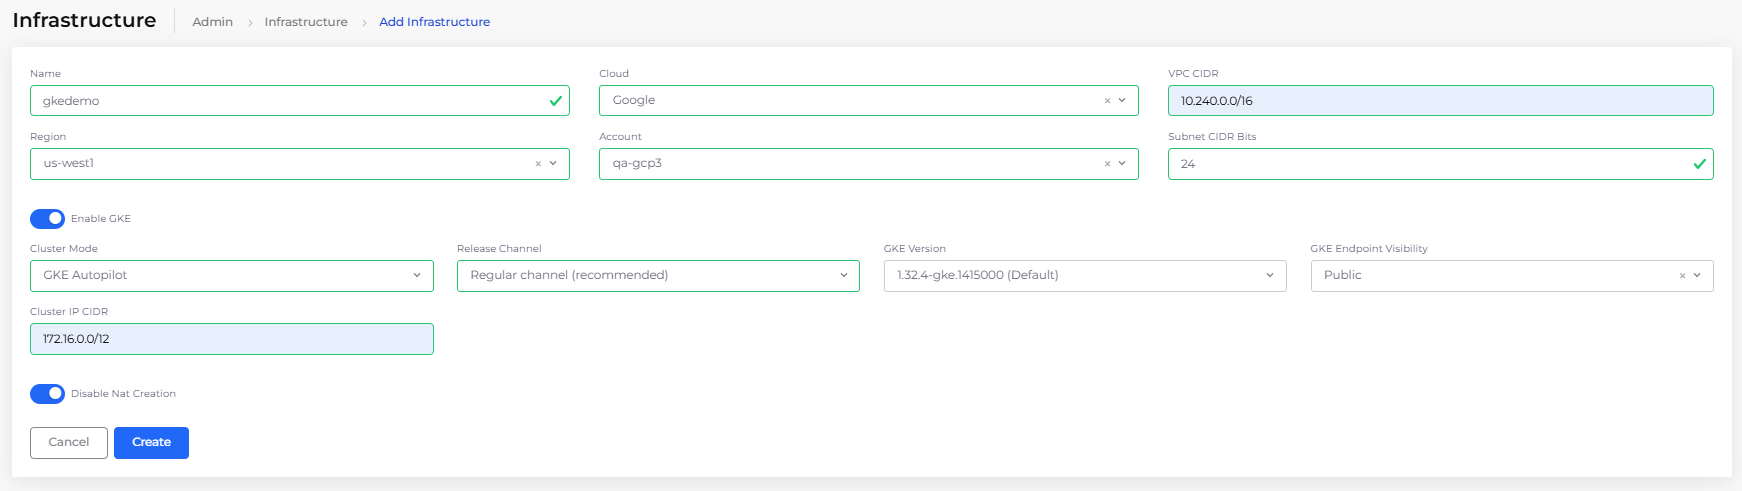 Infrastructure
Admin > Infrastructure > Add Infrastructure
Name Cloud VPC CIDR
gkedemo Google × 10.240.0.0/16
Region Account Subnet CIDR Bits
us-west1 × qa-gcp3 × 24
Enable GKE
Cluster Mode Release Channel GKE Version GKE Endpoint Visibility
GKE Autopilot Regular channel (recommended) 1.32.4-gke.1415000 (Default) Public ×
Cluster IP CIDR
172.16.0.0/12
Disable Nat Creation
Cancel Create